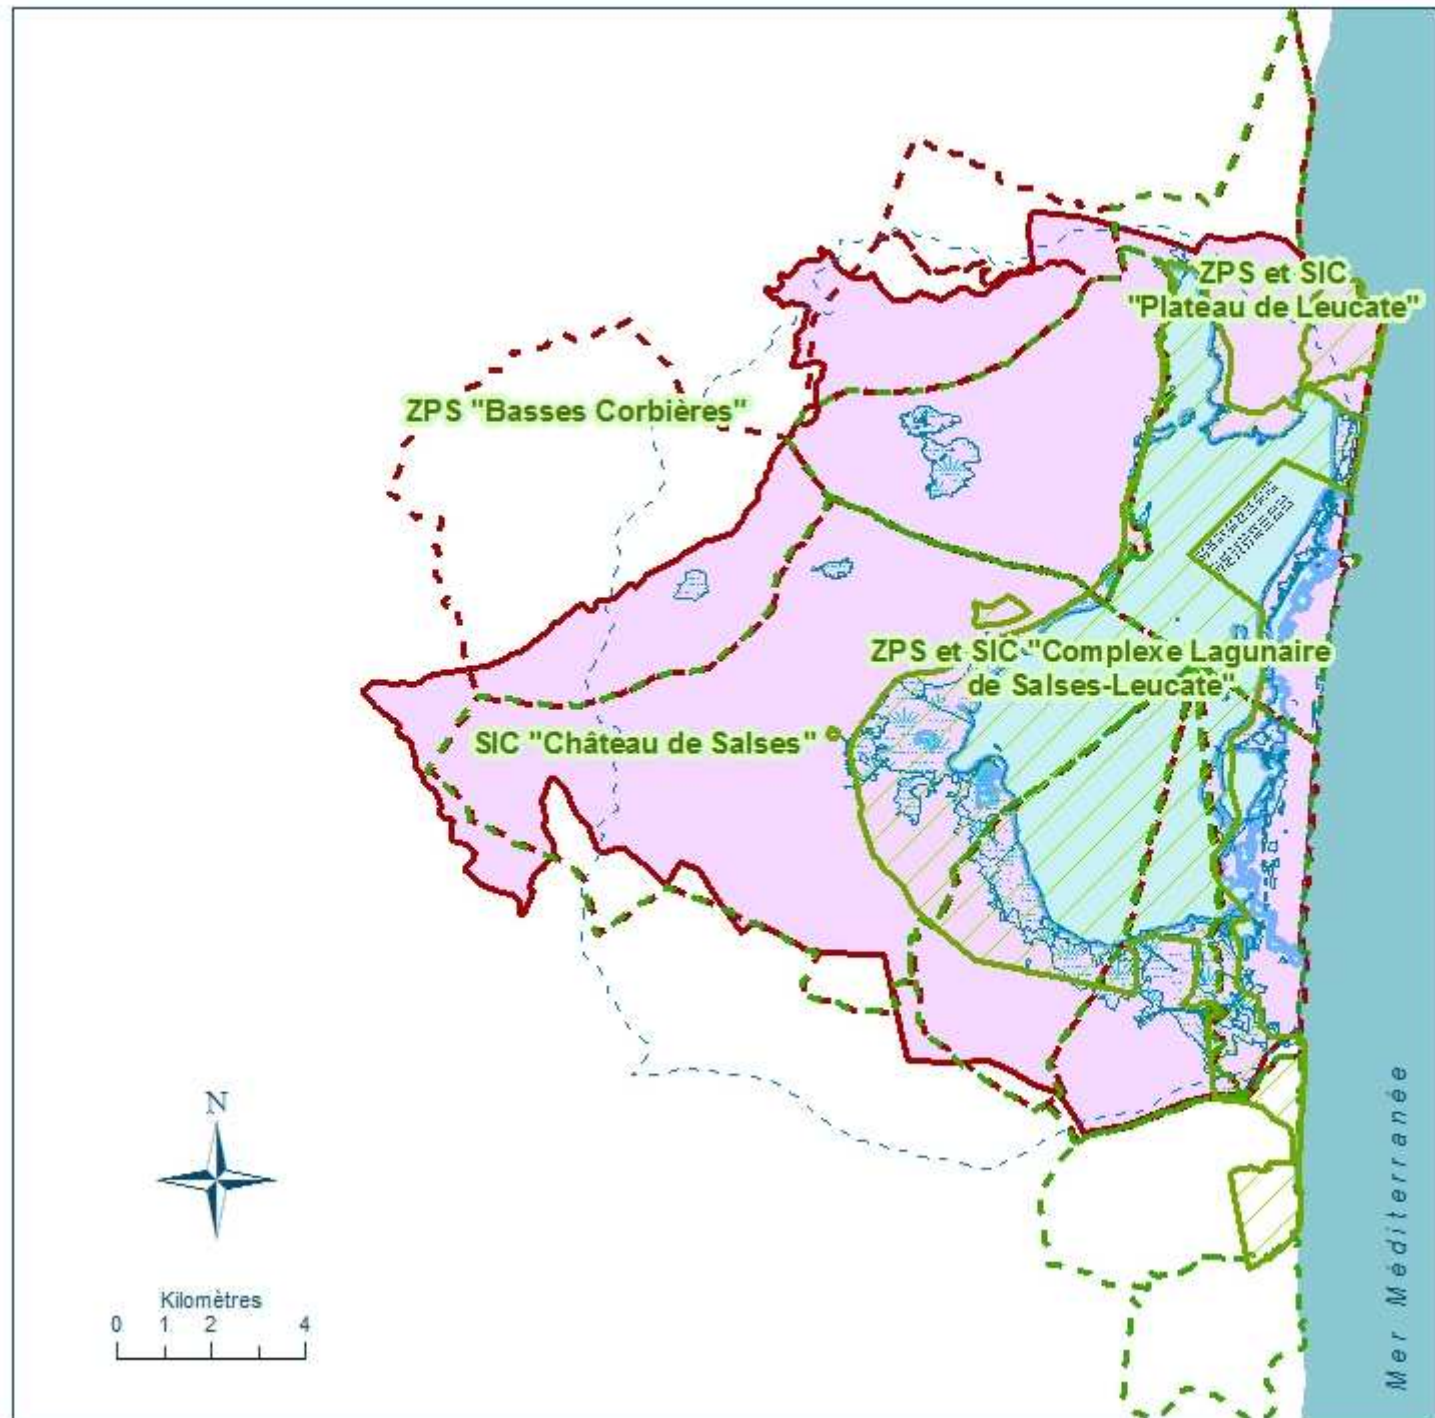 ZPS et SIC
"Plateau de Leucate"
ZPS "Basses Corbières"
ZPS et SIC "Complexe Lagunaire
de Salses-Leucate"
SIC "Château de Salses"
N
Kilomètres
0 1 2 4
Mer Méditerranée